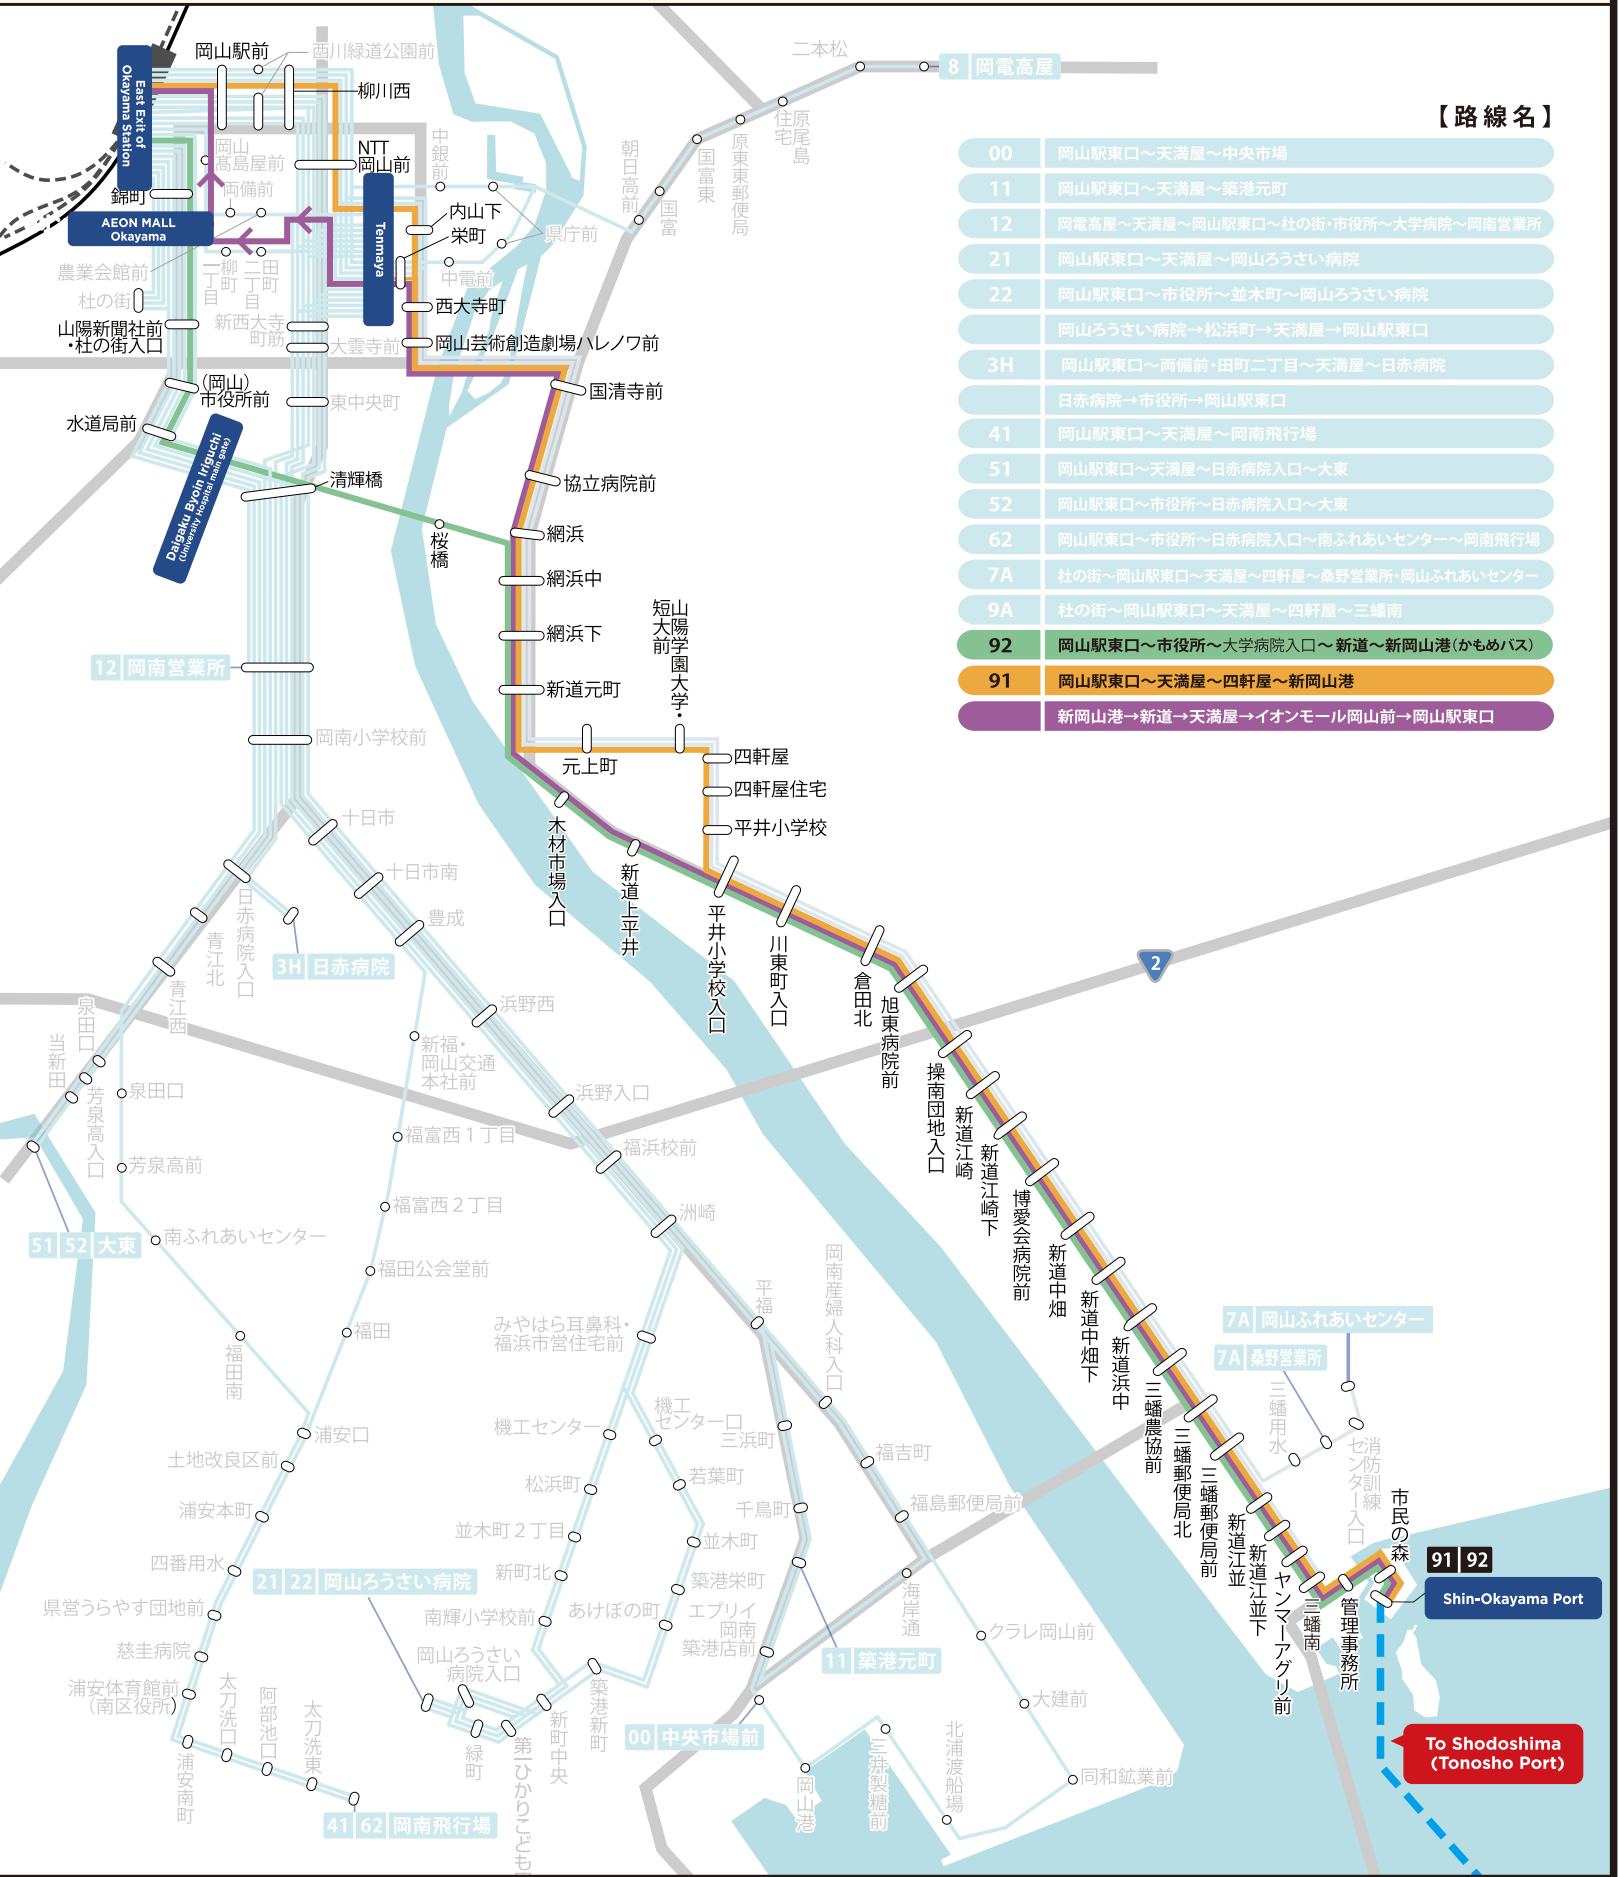 【路線名】
00 岡山駅東口〜天満屋〜中央市場
11 岡山駅東口〜天満屋〜築港元町
12 岡電高屋〜天満屋〜岡山駅東口〜杜の街・市役所〜大学病院〜岡南営業所
21 岡山駅東口〜天満屋〜岡山ろうさい病院
22 岡山駅東口〜市役所〜並木町〜岡山ろうさい病院
岡山ろうさい病院→松浜町→天満屋→岡山駅東口
3H 岡山駅東口〜両備前・田町二丁目〜天満屋〜日赤病院
日赤病院→市役所→岡山駅東口
41 岡山駅東口〜天満屋〜岡南飛行場
51 岡山駅東口〜天満屋〜日赤病院入口〜大東
52 岡山駅東口〜市役所〜日赤病院入口〜大東
62 岡山駅東口〜市役所〜日赤病院入口〜南ふれあいセンター〜岡南飛行場
7A 杜の街〜岡山駅東口〜天満屋〜四軒屋〜桑野営業所・岡山ふれあいセンター
9A 杜の街〜岡山駅東口〜天満屋〜四軒屋〜三蟠南
92 岡山駅東口〜市役所〜大学病院入口〜新道〜新岡山港(かもめバス)
91 岡山駅東口〜天満屋〜四軒屋〜新岡山港
新岡山港→新道→天満屋→イオンモール岡山前→岡山駅東口
East Exit of
Okayama Station
岡山駅前
西川緑道公園前
柳川西
NTT
岡山前
岡山
髙島屋前
両備前
錦町
AEON MALL
Okayama
Tenmaya
中銀前
内山下
栄町
県庁前
中電前
農業会館前
杜の街
柳町
一丁目
田町
二丁目
山陽新聞社前
・杜の街入口
新西大寺
町筋
大雲寺前
西大寺町
岡山芸術創造劇場ハレノワ前
(岡山)
市役所前
東中央町
国清寺前
水道局前
Daigaku Byoin Iriguchi
(University Hospital main gate)
清輝橋
協立病院前
桜橋
網浜
網浜中
網浜下
新道元町
二本松
8 岡電高屋
原尾島
住宅
原東東郵便局
国富東
国富
朝日高前
山陽学園大学・
短大前
元上町
四軒屋
四軒屋住宅
平井小学校
木材市場入口
新道上平井
平井小学校入口
川東町入口
倉田北
旭東病院前
2
操南団地入口
新道江崎
新道江崎下
博愛会病院前
新道中畑
新道中畑下
新道浜中
三蟠農協前
三蟠郵便局北
三蟠郵便局前
新道江並
新道江並下
ヤンマーアグリ前
三蟠南
管理事務所
市民の森
7A 岡山ふれあいセンター
7A 桑野営業所
三蟠用水
消防訓練
センター入口
91 92
Shin-Okayama Port
To Shodoshima
(Tonosho Port)
12 岡南営業所
岡南小学校前
十日市
十日市南
豊成
日赤病院入口
3H 日赤病院
青江北
青江西
泉田口
当新田
芳泉高入口
泉田口
芳泉高前
51 52 大東
南ふれあいセンター
福田南
浜野西
新福・
岡山交通
本社前
浜野入口
福富西1丁目
福浜校前
福富西2丁目
洲崎
福田公会堂前
福田
浦安口
土地改良区前
浦安本町
四番用水
県営うらやす団地前
慈圭病院
浦安体育館前
(南区役所)
浦安南町
太刀洗口
阿部池口
太刀洗東
41 62 岡南飛行場
みやはら耳鼻科・
福浜市営住宅前
機工センター
機工
センター口
松浜町
若葉町
並木町2丁目
並木町
新町北
築港栄町
21 22 岡山ろうさい病院
南輝小学校前
あけぼの町
エブリイ
岡南
築港店前
岡山ろうさい
病院入口
緑町
第一ひかりこども
新町中央
築港新町
平福
岡南産婦人科入口
三浜町
千鳥町
福吉町
福島郵便局前
海岸通
11 築港元町
00 中央市場前
クラレ岡山前
大建前
同和鉱業前
北浦渡船場
三井製糖前
岡山港